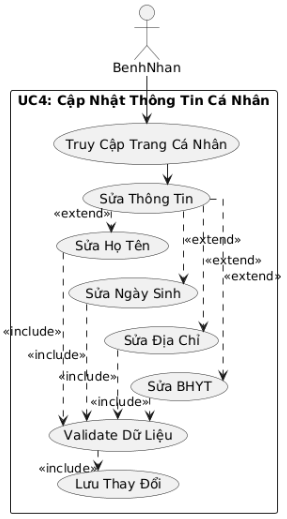 BenhNhan
UC4: Cập Nhật Thông Tin Cá Nhân
Truy Cập Trang Cá Nhân
Sửa Thông Tin
«extend»
Sửa Họ Tên
«extend»
«extend»
«extend»
Sửa Ngày Sinh
«include»
Sửa Địa Chỉ
«include»
«include»
Sửa BHYT
«include»
Validate Dữ Liệu
«include»
Lưu Thay Đổi